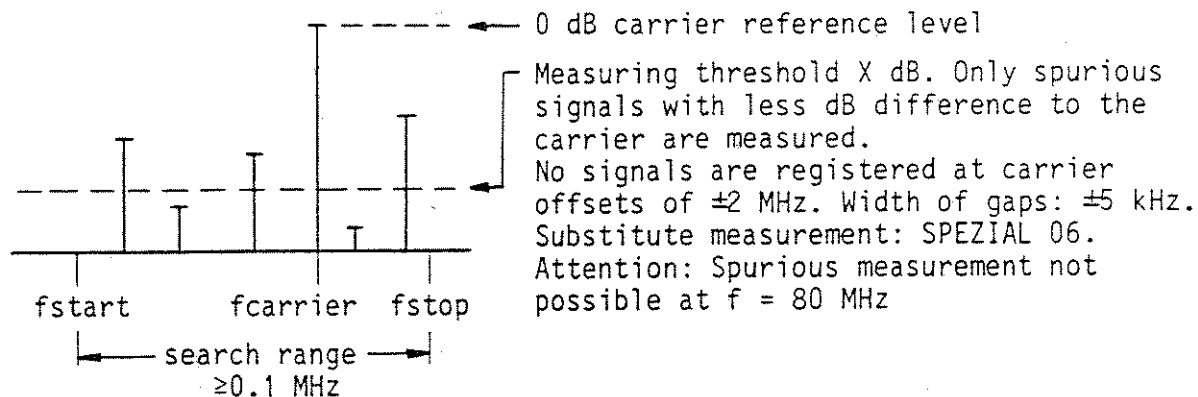 0 dB carrier reference level
Measuring threshold X dB. Only spurious
signals with less dB difference to the
carrier are measured.
No signals are registered at carrier
offsets of ±2 MHz. Width of gaps: ±5 kHz.
Substitute measurement: SPEZIAL 06.
Attention: Spurious measurement not
possible at f = 80 MHz
fstart fcarrier fstop
search range
≥0.1 MHz